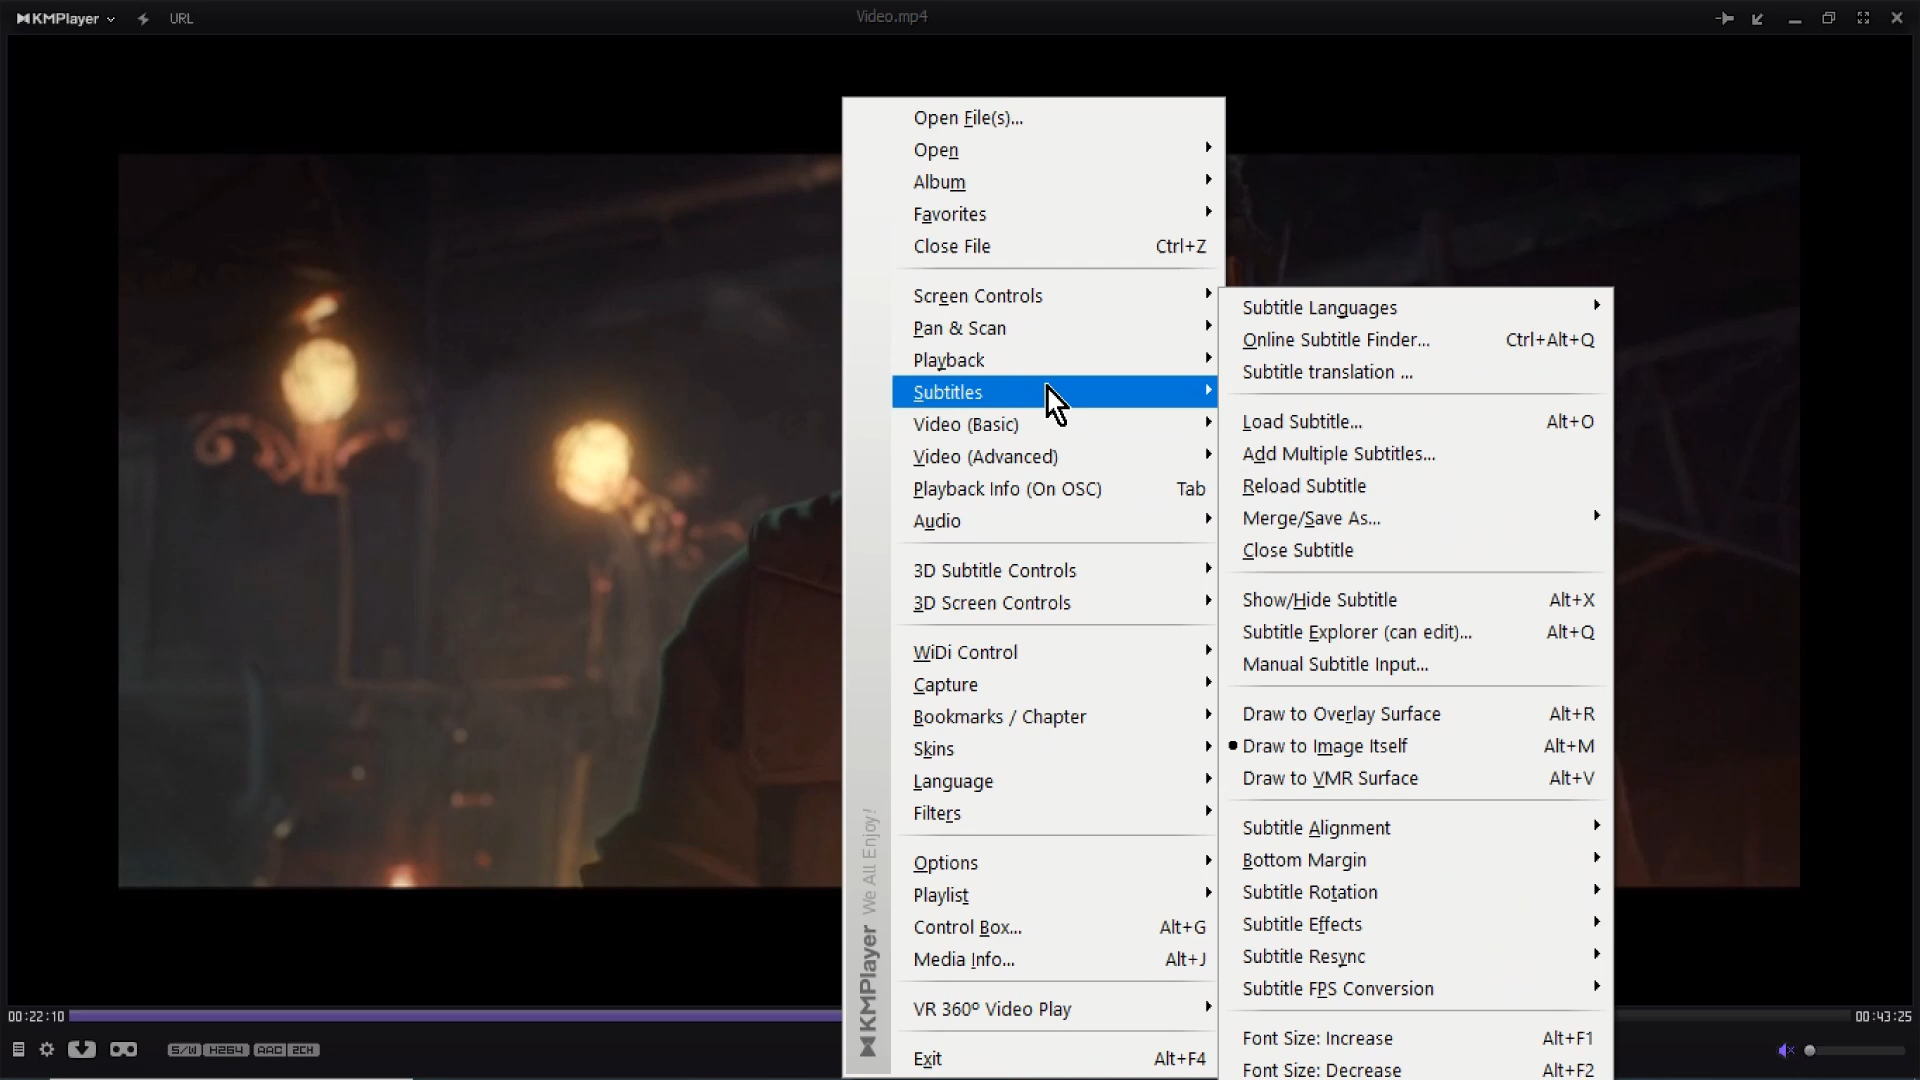 KMPlayer
URL
Video.mp4
Open File(s)...
Open
Album
Favorites
Close File Ctrl+Z
Screen Controls
Pan & Scan
Playback
Subtitles
Video (Basic)
Video (Advanced)
Playback Info (On OSC) Tab
Audio
3D Subtitle Controls
3D Screen Controls
WiDi Control
Capture
Bookmarks / Chapter
Skins
Language
Filters
Options
Playlist
Control Box... Alt+G
Media Info... Alt+J
VR 360º Video Play
Exit Alt+F4
KMPlayer We All Enjoy!
Subtitle Languages
Online Subtitle Finder... Ctrl+Alt+Q
Subtitle translation ...
Load Subtitle... Alt+O
Add Multiple Subtitles...
Reload Subtitle
Merge/Save As...
Close Subtitle
Show/Hide Subtitle Alt+X
Subtitle Explorer (can edit)... Alt+Q
Manual Subtitle Input...
Draw to Overlay Surface Alt+R
Draw to Image Itself Alt+M
Draw to VMR Surface Alt+V
Subtitle Alignment
Bottom Margin
Subtitle Rotation
Subtitle Effects
Subtitle Resync
Subtitle FPS Conversion
Font Size: Increase Alt+F1
Font Size: Decrease Alt+F2
00:22:10
00:43:25
S/W H264 AAC 2CH